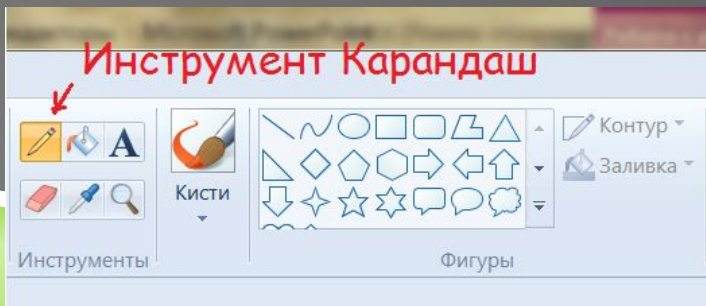 Инструмент Карандаш
A
Контур
Заливка
Кисти
Инструменты
Фигуры